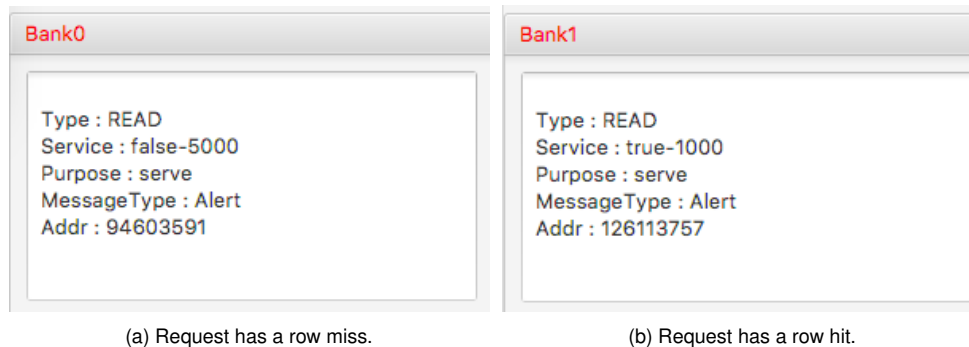 Bank0
Type : READ
Service : false-5000
Purpose : serve
MessageType : Alert
Addr : 94603591
(a) Request has a row miss.
Bank1
Type : READ
Service : true-1000
Purpose : serve
MessageType : Alert
Addr : 126113757
(b) Request has a row hit.